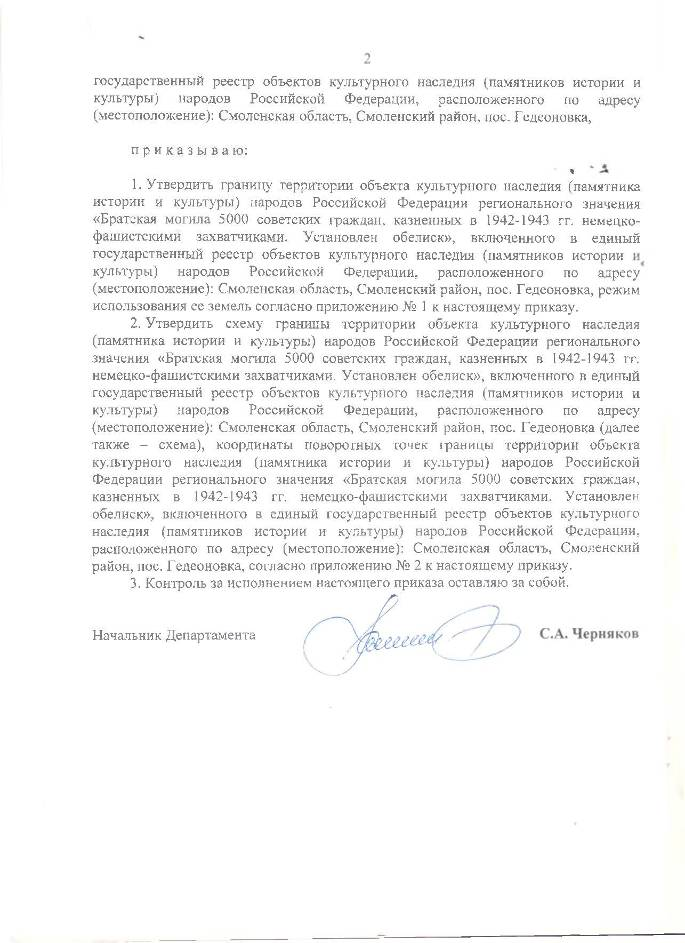 2
государственный реестр объектов культурного наследия (памятников истории и
культуры) народов Российской Федерации, расположенного по адресу
(местоположение): Смоленская область, Смоленский район, пос. Гедеоновка,
п р и к а з ы в а ю:
1. Утвердить границу территории объекта культурного наследия (памятника
истории и культуры) народов Российской Федерации регионального значения
«Братская могила 5000 советских граждан, казненных в 1942-1943 гг. немецко-
фашистскими захватчиками. Установлен обелиск», включенного в единый
государственный реестр объектов культурного наследия (памятников истории и
культуры) народов Российской Федерации, расположенного по адресу
(местоположение): Смоленская область, Смоленский район, пос. Гедеоновка, режим
использования ее земель согласно приложению № 1 к настоящему приказу.
2. Утвердить схему границы территории объекта культурного наследия
(памятника истории и культуры) народов Российской Федерации регионального
значения «Братская могила 5000 советских граждан, казненных в 1942-1943 гг.
немецко-фашистскими захватчиками. Установлен обелиск», включенного в единый
государственный реестр объектов культурного наследия (памятников истории и
культуры) народов Российской Федерации, расположенного по адресу
(местоположение): Смоленская область, Смоленский район, пос. Гедеоновка (далее
также – схема), координаты поворотных точек границы территории объекта
культурного наследия (памятника истории и культуры) народов Российской
Федерации регионального значения «Братская могила 5000 советских граждан,
казненных в 1942-1943 гг. немецко-фашистскими захватчиками. Установлен
обелиск», включенного в единый государственный реестр объектов культурного
наследия (памятников истории и культуры) народов Российской Федерации,
расположенного по адресу (местоположение): Смоленская область, Смоленский
район, пос. Гедеоновка, согласно приложению № 2 к настоящему приказу.
3. Контроль за исполнением настоящего приказа оставляю за собой.
Начальник Департамента С.А. Черняков